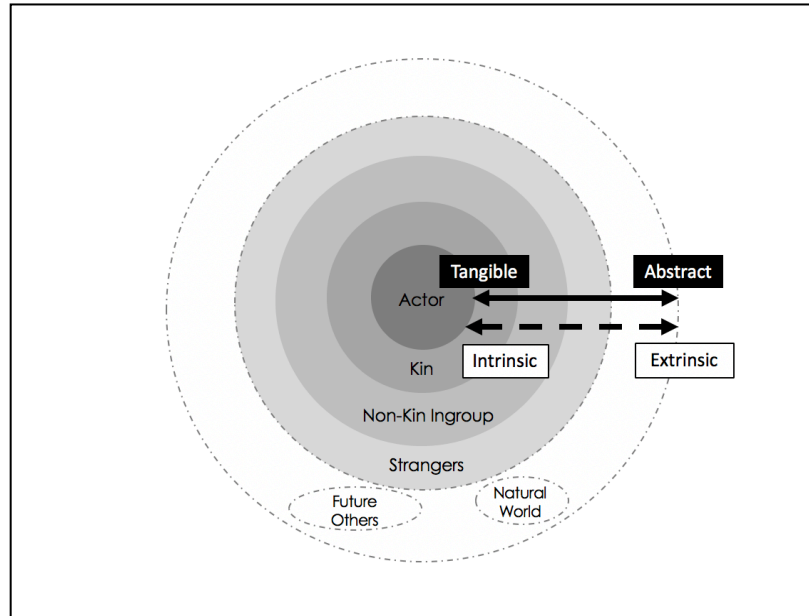 Tangible
Abstract
Actor
Intrinsic
Extrinsic
Kin
Non-Kin Ingroup
Strangers
Future
Others
Natural
World